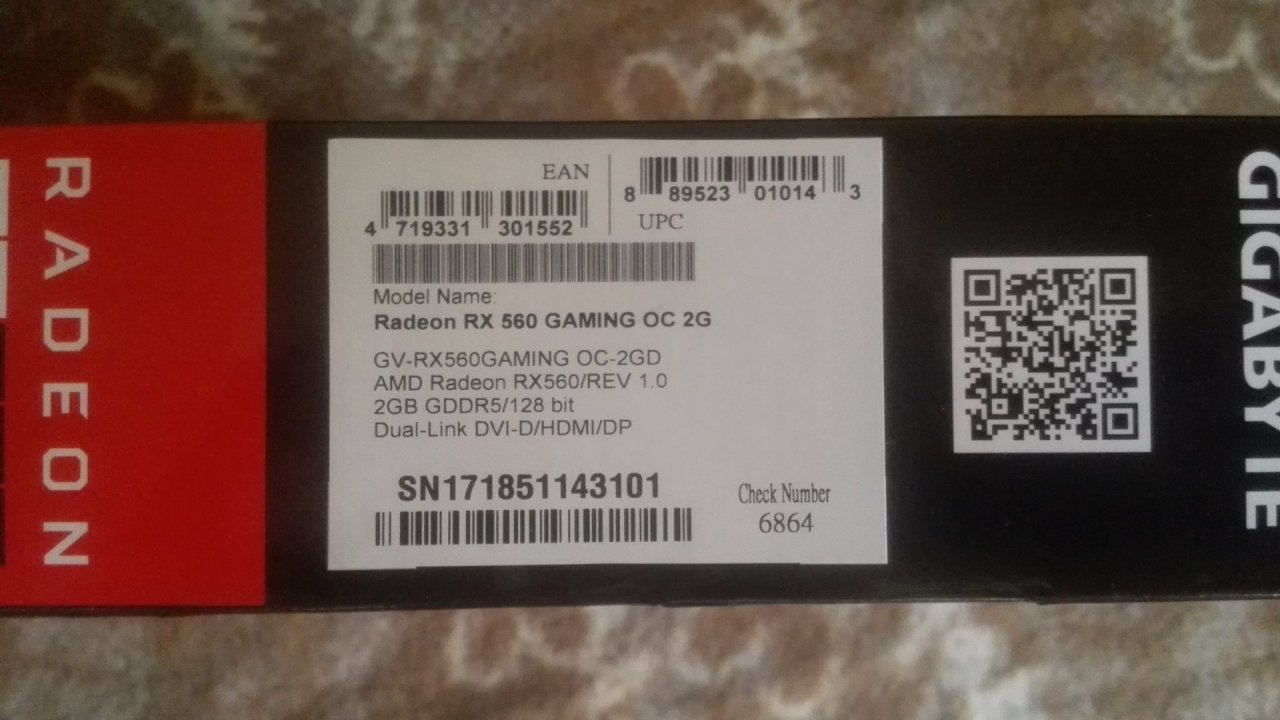 RADEON
EAN
4 719331 301552
8 89523 01014 3
UPC
Model Name:
Radeon RX 560 GAMING OC 2G
GV-RX560GAMING OC-2GD
AMD Radeon RX560/REV 1.0
2GB GDDR5/128 bit
Dual-Link DVI-D/HDMI/DP
SN171851143101
Check Number
6864
GIGABYTE